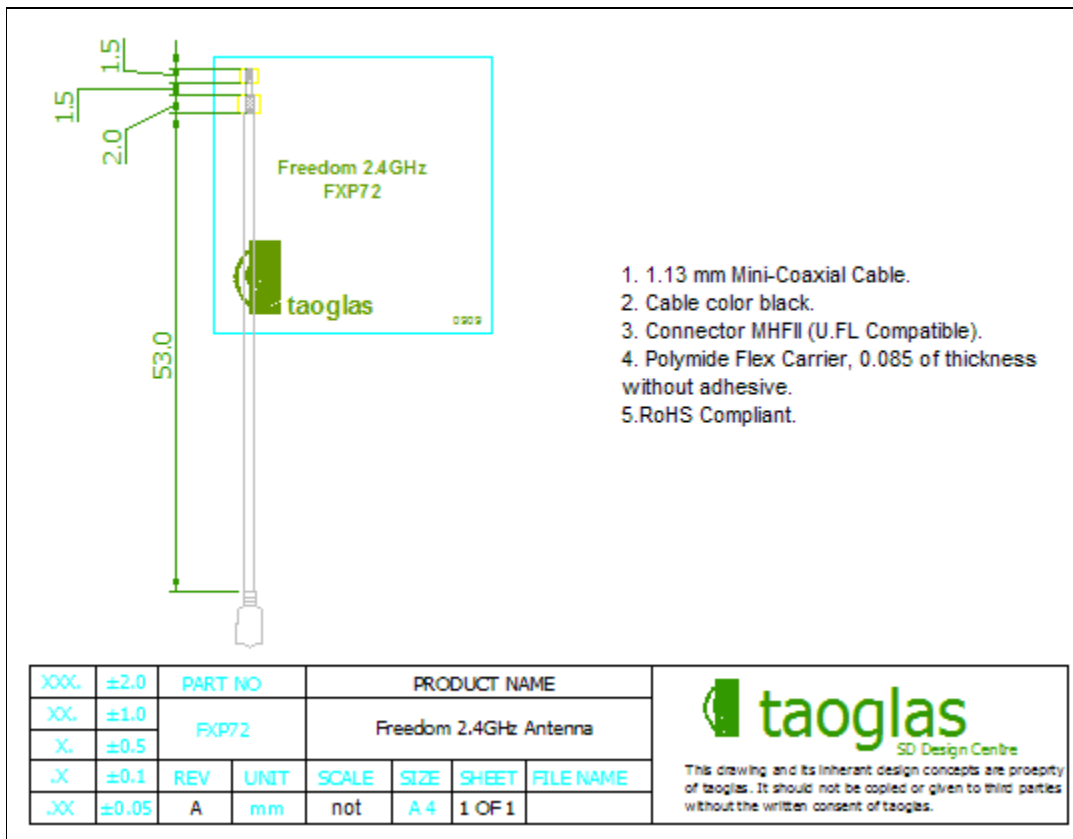 1.5
1.5
2.0
53.0
Freedom 2.4GHz
FXP72
taoglas
0909
1. 1.13 mm Mini-Coaxial Cable.
2. Cable color black.
3. Connector MHFII (U.FL Compatible).
4. Polymide Flex Carrier, 0.085 of thickness
without adhesive.
5.RoHS Compliant.
XXX. ±2.0 PART NO PRODUCT NAME
XX. ±1.0 FXP72 Freedom 2.4GHz Antenna
X. ±0.5
.X ±0.1 REV UNIT SCALE SIZE SHEET FILE NAME
.XX ±0.05 A mm not A4 1 OF 1
taoglas
SD Design Centre
This drawing and its inherant design concepts are proeprty
of taoglas. It should not be copied or given to third parties
without the written consent of taoglas.